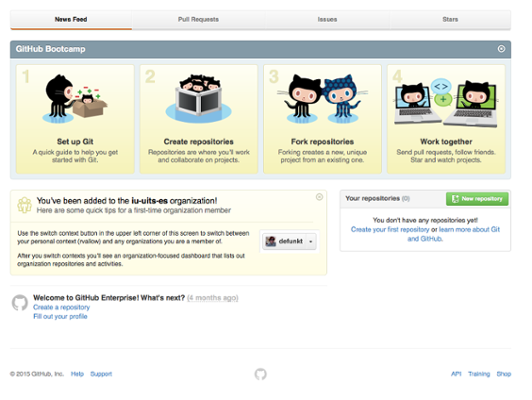 News Feed
Pull Requests
Issues
Stars
GitHub Bootcamp
1
2
3
4
Set up Git
A quick guide to help you
get started with Git.
Create repositories
Repositories are where you'll work
and collaborate on projects.
Fork repositories
Forking creates a new, unique
project from an existing one.
Work together
Send pull requests, follow friends.
Star and watch projects.
You've been added to the iu-uits-es organization!
Here are some quick tips for a first-time organization member
Use the switch context button in the upper left corner of this screen to switch between
your personal context (rvallow) and any organizations you are a member of.
After you switch contexts you'll see an organization-focused dashboard that lists out
organization repositories and activities.
defunkt
Your repositories (0)
New repository
You don't have any repositories yet!
Create your first repository or learn more about Git
and GitHub.
Welcome to GitHub Enterprise! What's next? (4 months ago)
Create a repository
Fill out your profile
© 2015 GitHub, Inc. Help Support
API Training Shop